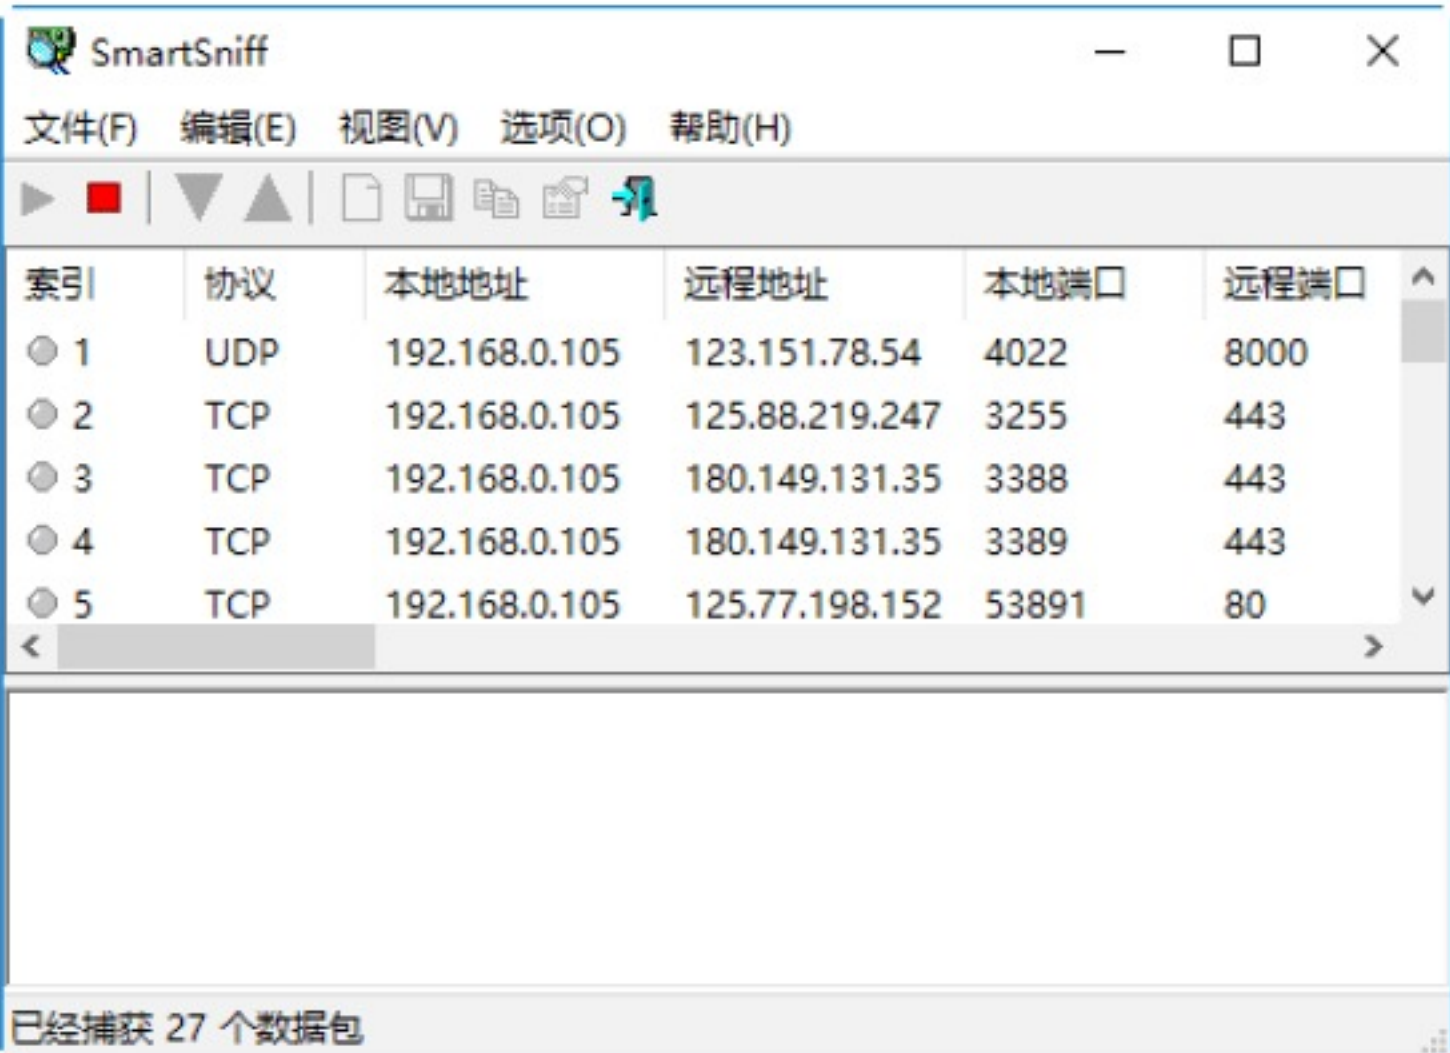 SmartSniff
文件(F) 编辑(E) 视图(V) 选项(O) 帮助(H)
索引 协议 本地地址 远程地址 本地端口 远程端口
1 UDP 192.168.0.105 123.151.78.54 4022 8000
2 TCP 192.168.0.105 125.88.219.247 3255 443
3 TCP 192.168.0.105 180.149.131.35 3388 443
4 TCP 192.168.0.105 180.149.131.35 3389 443
5 TCP 192.168.0.105 125.77.198.152 53891 80
已经捕获 27 个数据包